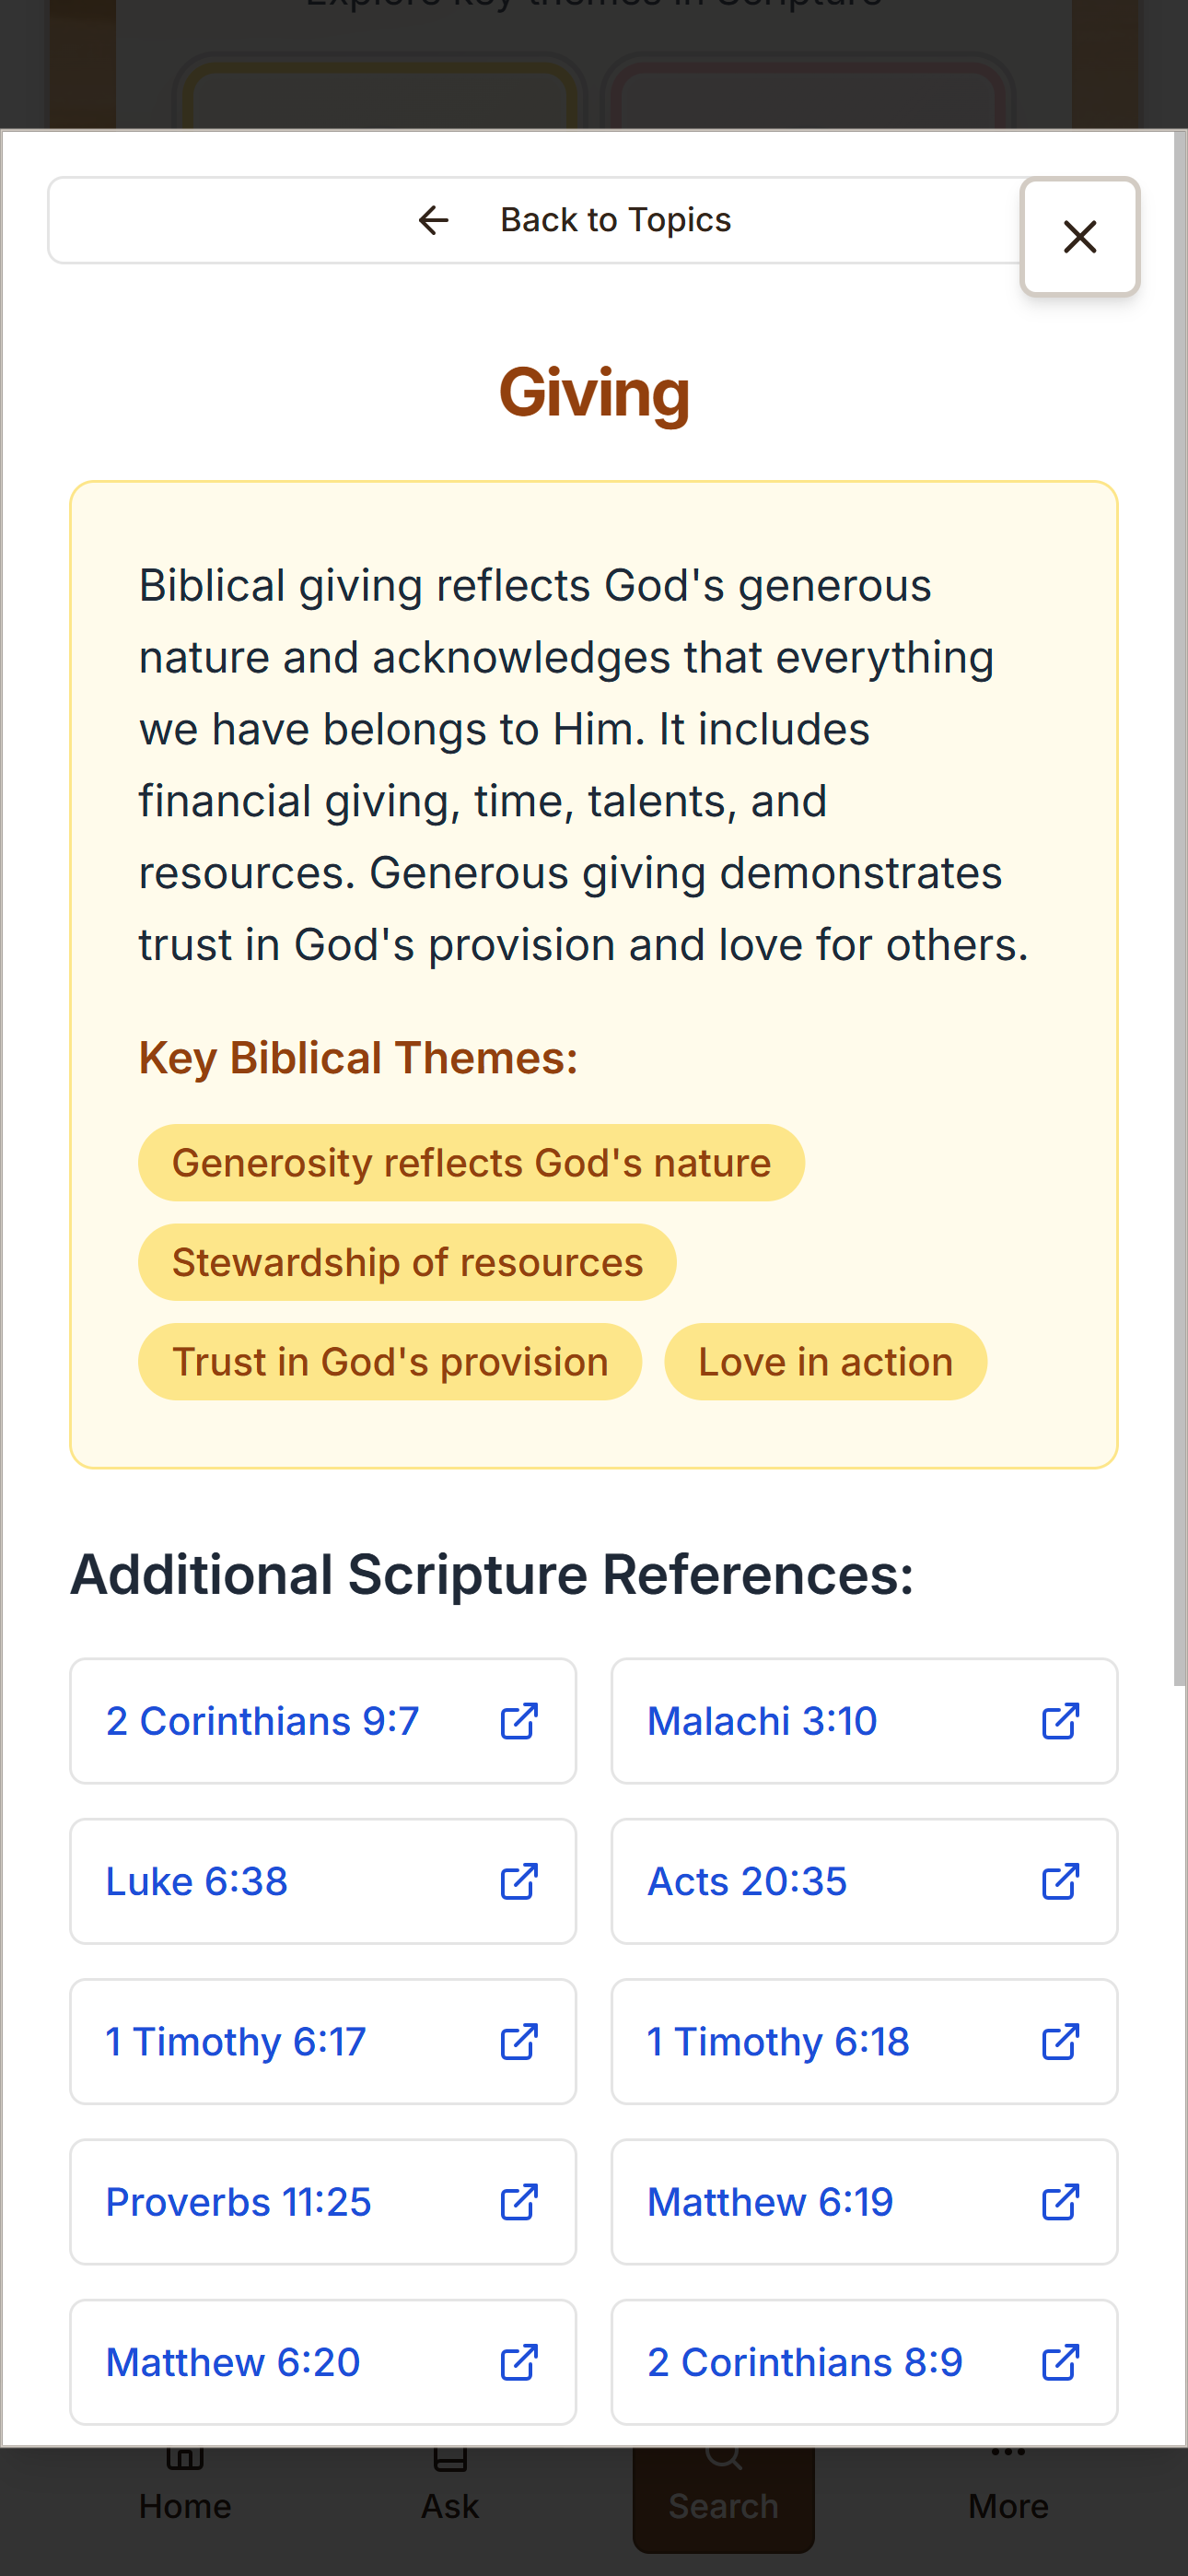 Explore key themes in Scripture
Back to Topics
Giving
Biblical giving reflects God's generous
nature and acknowledges that everything
we have belongs to Him. It includes
financial giving, time, talents, and
resources. Generous giving demonstrates
trust in God's provision and love for others.
Key Biblical Themes:
Generosity reflects God's nature
Stewardship of resources
Trust in God's provision
Love in action
Additional Scripture References:
2 Corinthians 9:7
Malachi 3:10
Luke 6:38
Acts 20:35
1 Timothy 6:17
1 Timothy 6:18
Proverbs 11:25
Matthew 6:19
Matthew 6:20
2 Corinthians 8:9
Home
Ask
Search
More